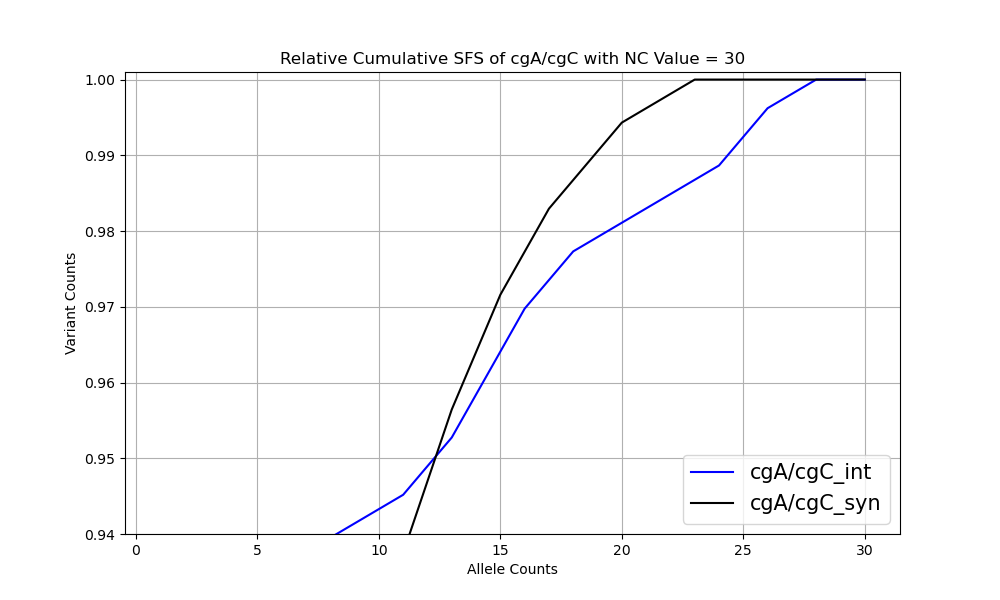 Relative Cumulative SFS of cgA/cgC with NC Value = 30
Variant Counts
1.00
0.99
0.98
0.97
0.96
0.95
0.94
0 5 10 15 20 25 30
Allele Counts
cgA/cgC_int
cgA/cgC_syn